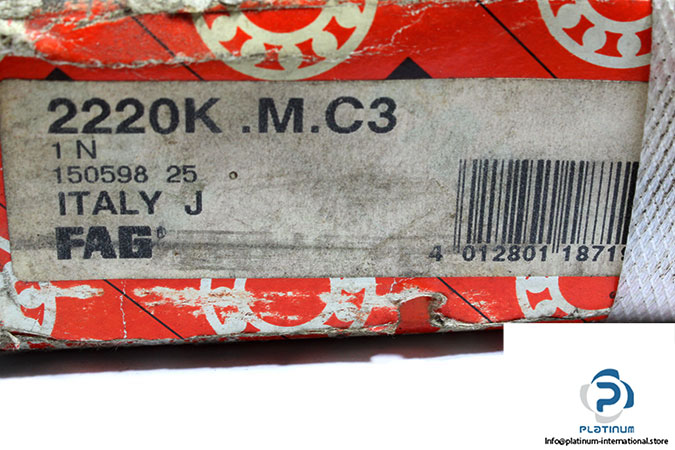 2220K .M.C3
1 N
150598 25
ITALY J
FAG®
4 012801 1871
PLATINUM
Info@platinum-international.store